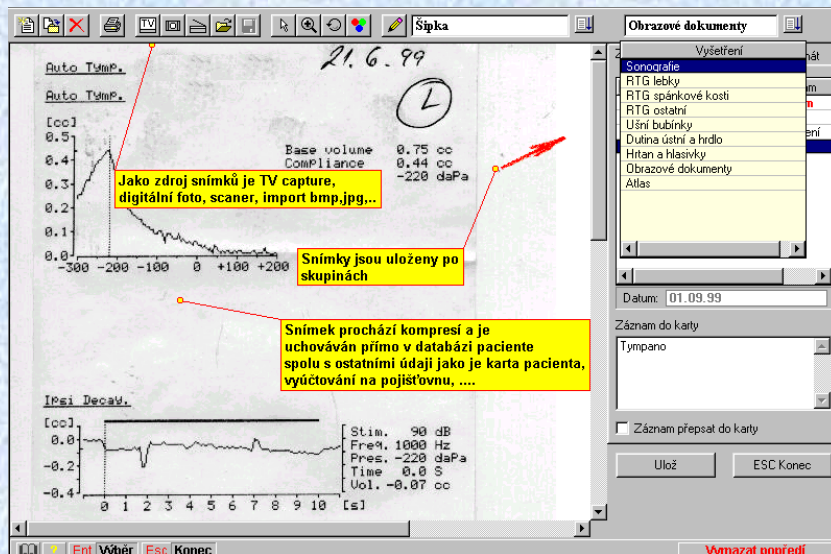 TV
Šipka
Obrazové dokumenty
21. 6. 99
L
Auto Tymp.
Auto Tymp.
[cc]
0.5
0.4
0.3
0.2
0.1
0.0
-300 -200 -100 0 +100 +200
Base volume 0.75 cc
Compliance 0.44 cc
-220 daPa
Jako zdroj snímků je TV capture,
digitální foto, scaner, import bmp,jpg,..
Snímky jsou uloženy po
skupinách
Snímek prochází kompresí a je
uchováván přímo v databázi paciente
spolu s ostatními údaji jako je karta pacienta,
vyúčtování na pojišťovnu, ....
Ipsi Decay.
[cc]
0.0
-0.2
-0.4
0 1 2 3 4 5 6 7 8 9 10 [s]
Stim. 90 dB
Freq. 1000 Hz
Pres. -220 daPa
Time 0.0 S
Vol. -0.07 cc
Vyšetření
Sonografie
RTG lebky
RTG spánkové kosti
RTG ostatní
Ušní bubínky
Dutina ústní a hrdlo
Hrtan a hlasivky
Obrazové dokumenty
Atlas
Datum: 01.09.99
Záznam do karty
Tympano
Záznam přepsat do karty
Ulož
ESC Konec
? Ent Výběr Esc Konec
Vymazat popředí